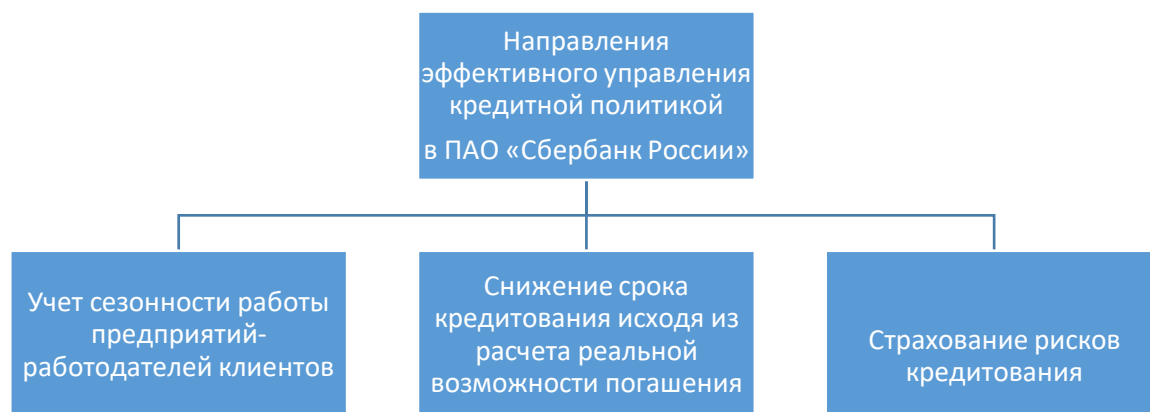 Направления
эффективного управления
кредитной политикой
в ПАО «Сбербанк России»
Учет сезонности работы
предприятий-
работодателей клиентов
Снижение срока
кредитования исходя из
расчета реальной
возможности погашения
Страхование рисков
кредитования